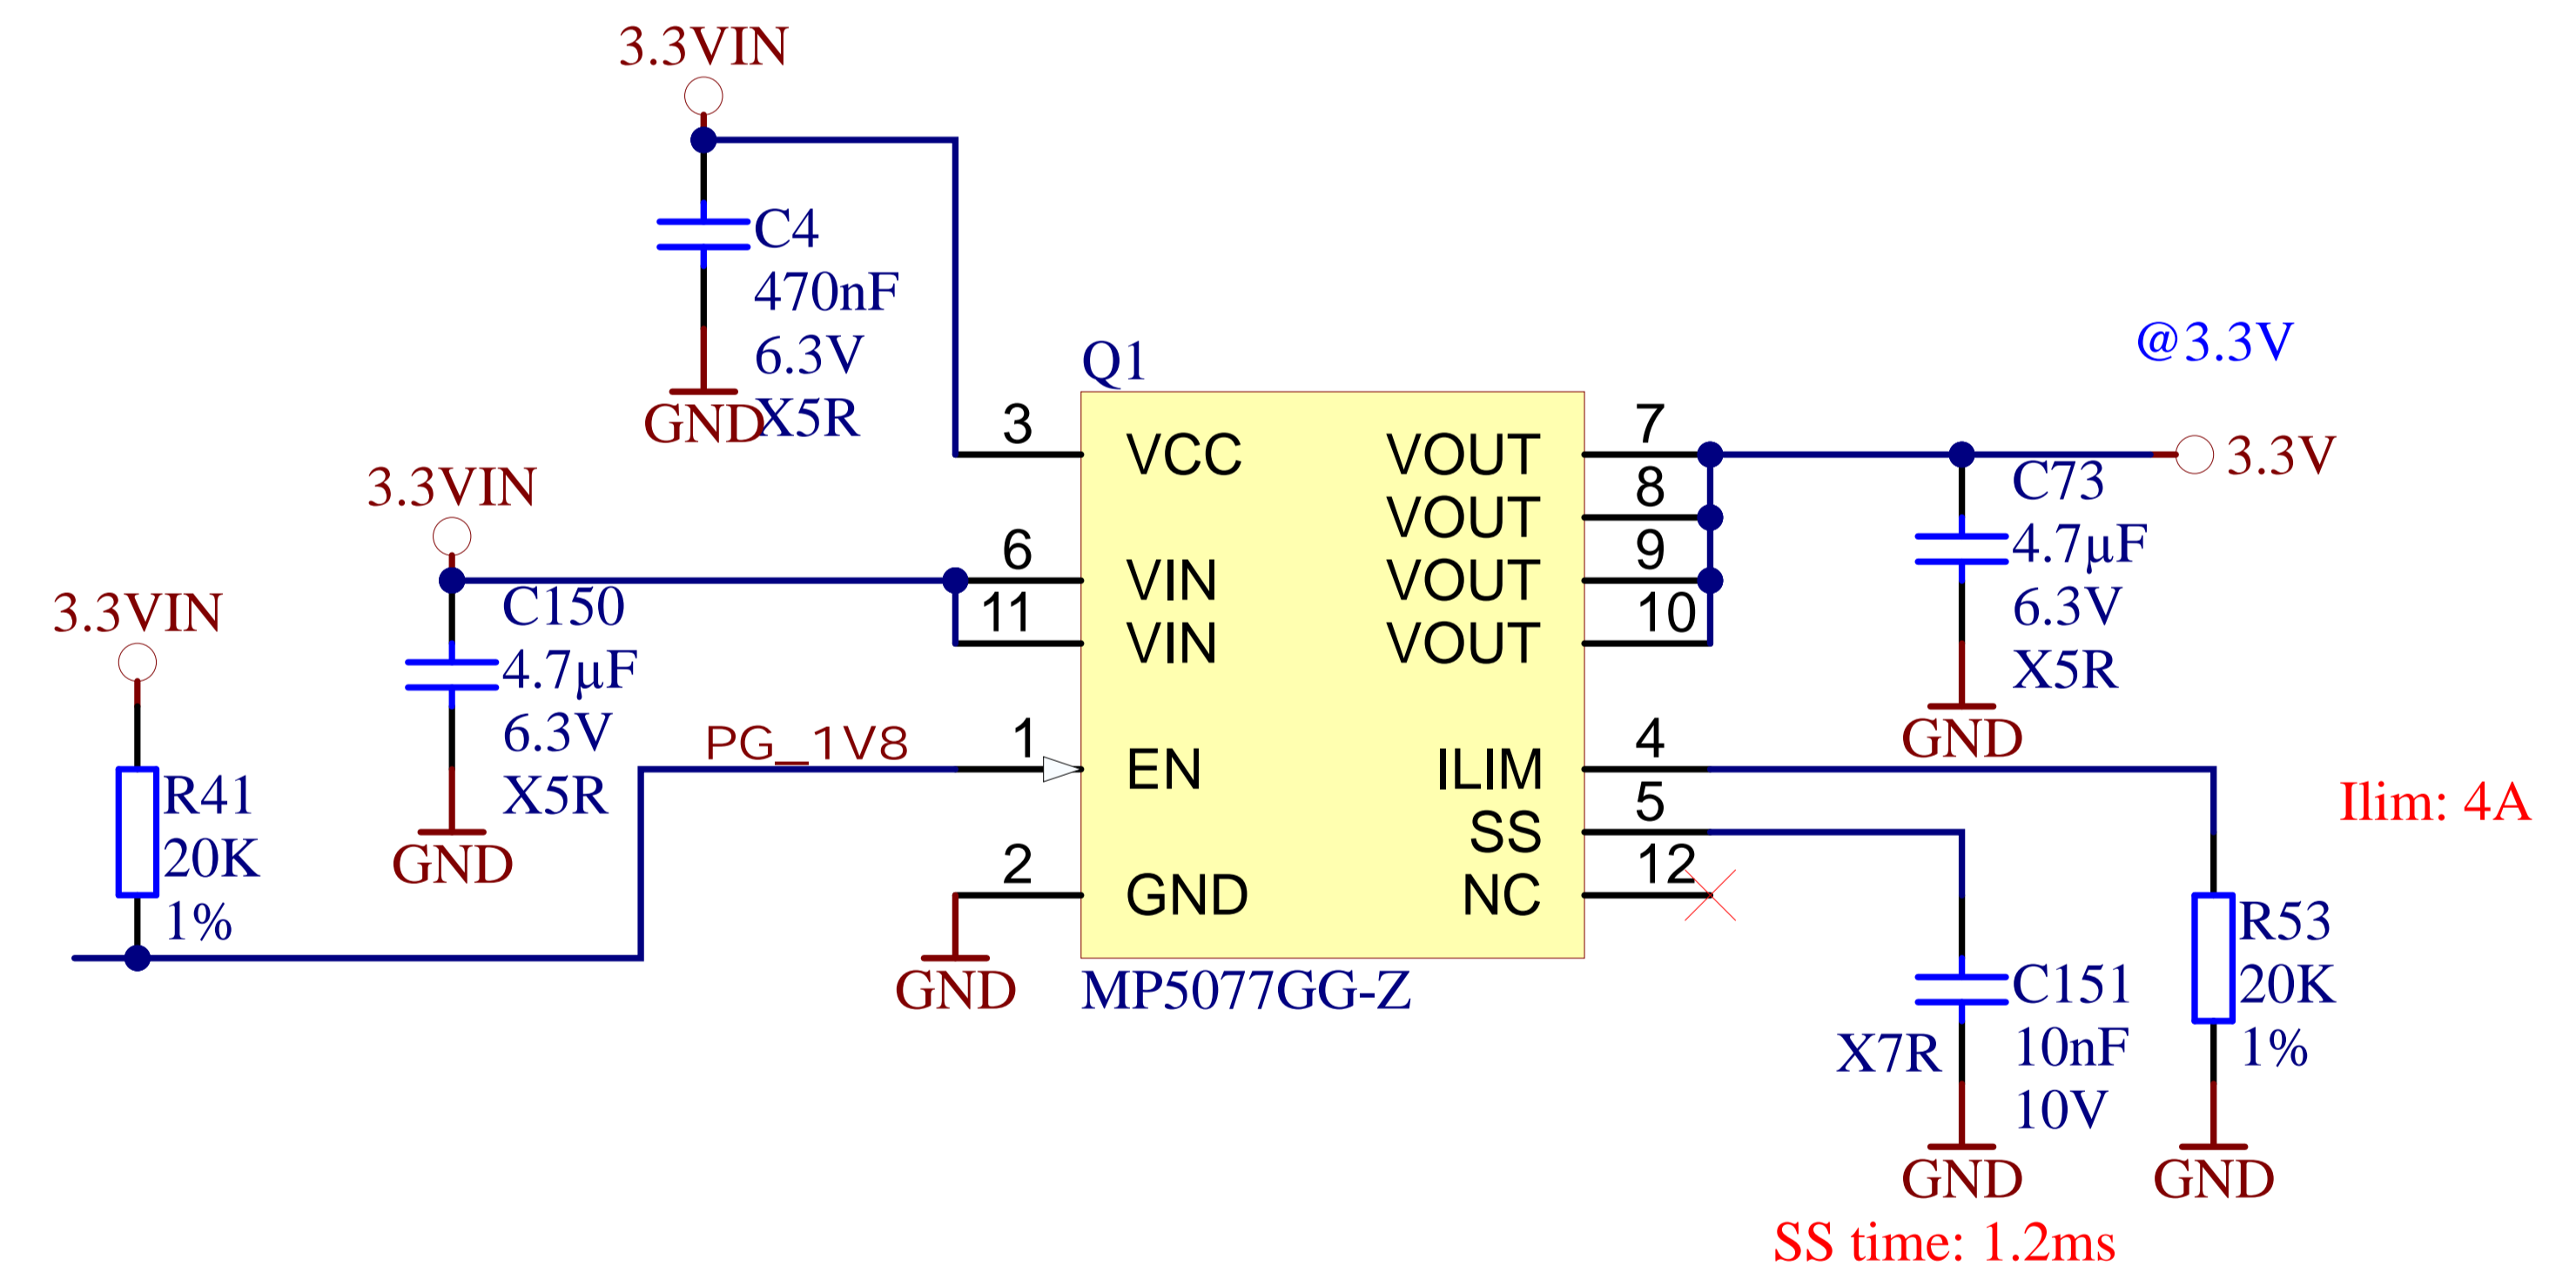 3.3VIN
C4
470nF
6.3V
X5R
GND
3.3VIN
C150
4.7µF
6.3V
X5R
GND
3.3VIN
R41
20K
1%
PG_1V8
Q1
3 VCC
6 VIN
11 VIN
1 EN
2 GND
GND
VOUT 7
VOUT 8
VOUT 9
VOUT 10
ILIM 4
SS 5
NC 12
MP5077GG-Z
@3.3V
3.3V
C73
4.7µF
6.3V
X5R
GND
Ilim: 4A
R53
20K
1%
GND
C151
10nF
10V
X7R
GND
SS time: 1.2ms